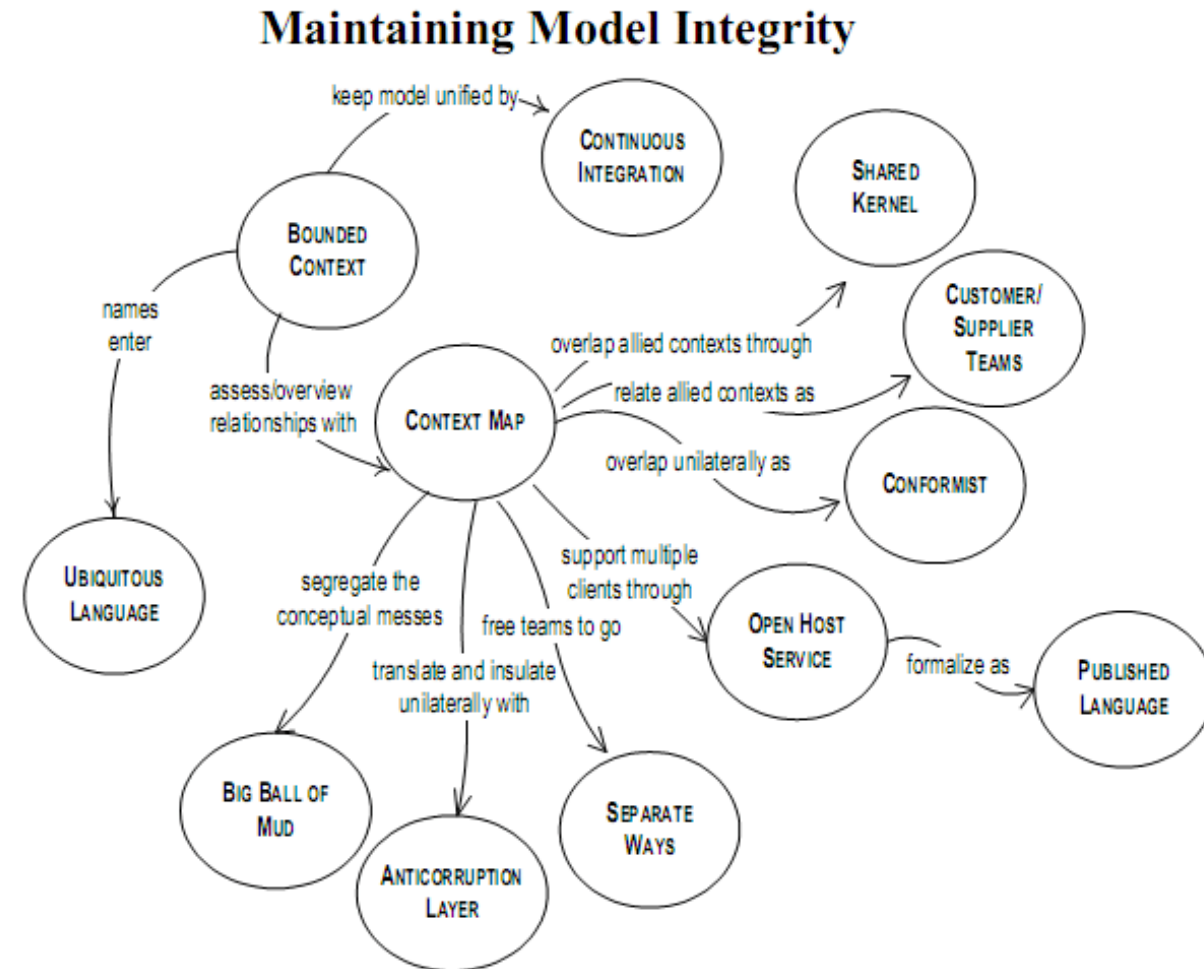 Maintaining Model Integrity
keep model unified by
CONTINUOUS
INTEGRATION
SHARED
KERNEL
BOUNDED
CONTEXT
CUSTOMER/
SUPPLIER
TEAMS
names
enter
overlap allied contexts through
assess/overview
relationships with
relate allied contexts as
CONTEXT MAP
overlap unilaterally as
CONFORMIST
UBIQUITOUS
LANGUAGE
segregate the
conceptual messes
support multiple
clients through
free teams to go
OPEN HOST
SERVICE
formalize as
PUBLISHED
LANGUAGE
translate and insulate
unilaterally with
BIG BALL OF
MUD
SEPARATE
WAYS
ANTICORRUPTION
LAYER